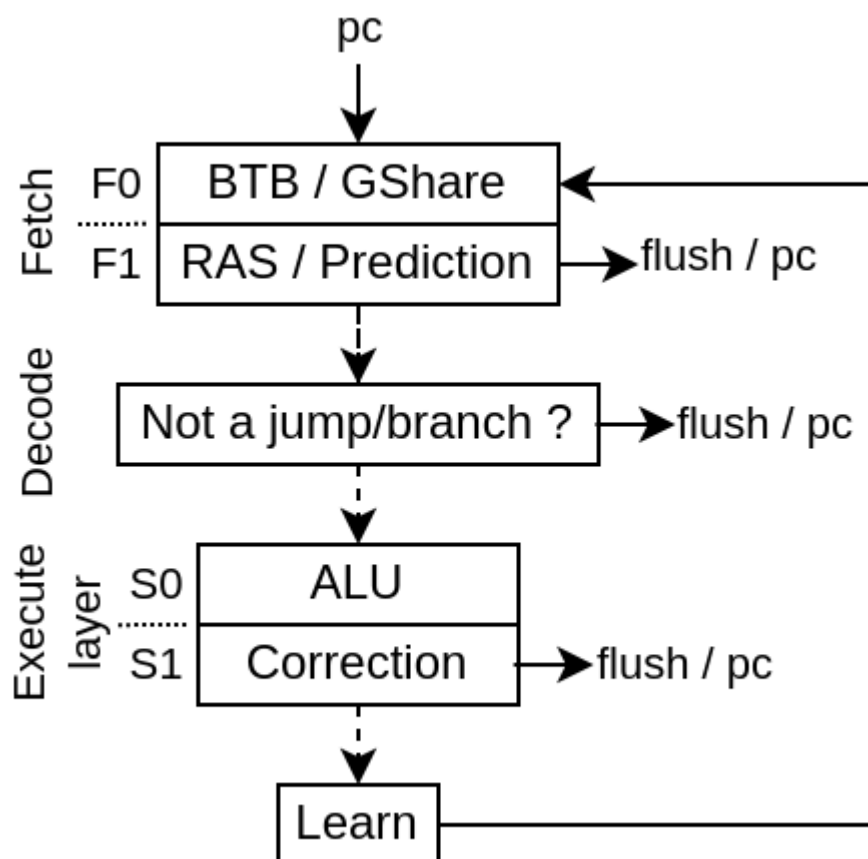 pc
Fetch
F0
BTB / GShare
F1
RAS / Prediction
flush / pc
Decode
Not a jump/branch ?
flush / pc
Execute
layer
S0
ALU
S1
Correction
flush / pc
Learn